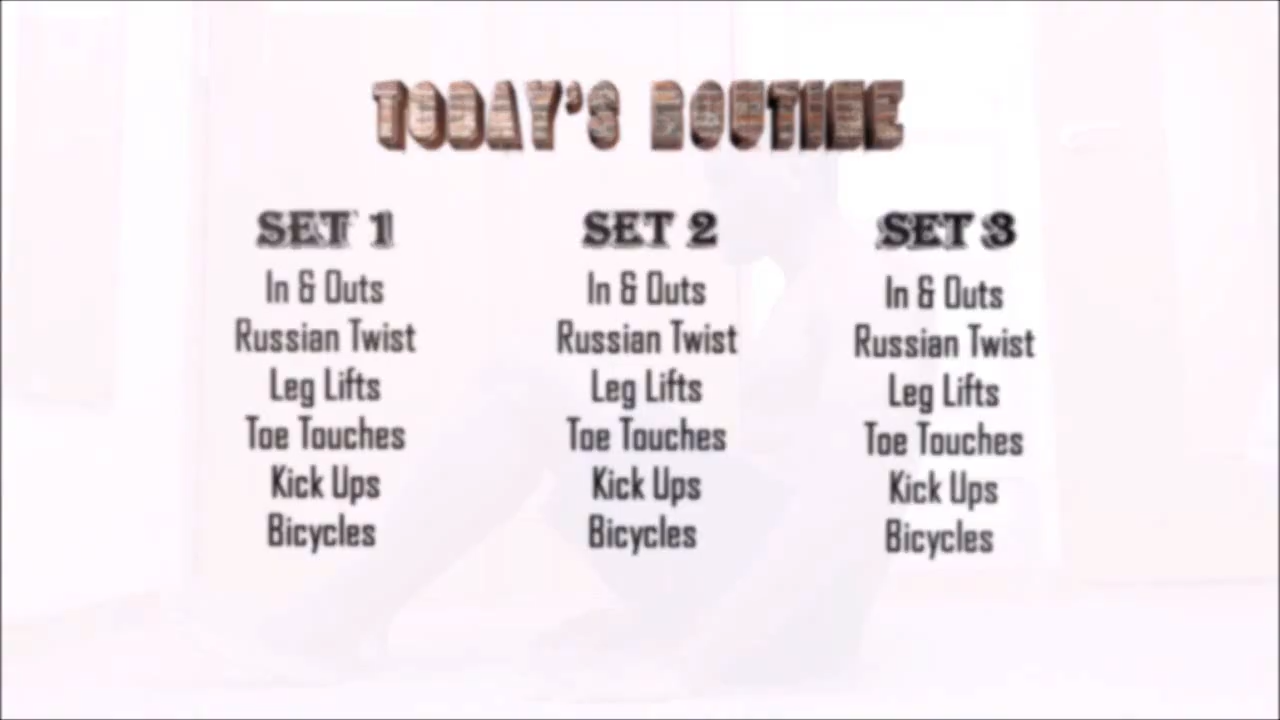 TODAY'S ROUTINE
SET 1
In & Outs
Russian Twist
Leg Lifts
Toe Touches
Kick Ups
Bicycles
SET 2
In & Outs
Russian Twist
Leg Lifts
Toe Touches
Kick Ups
Bicycles
SET 3
In & Outs
Russian Twist
Leg Lifts
Toe Touches
Kick Ups
Bicycles